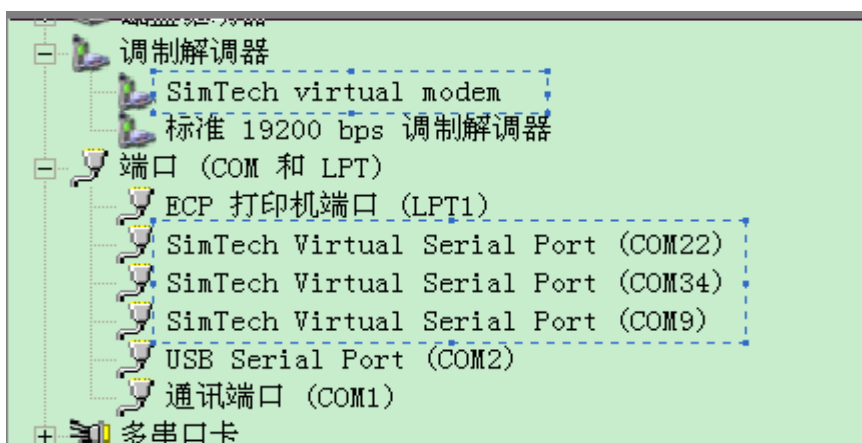 调制解调器
SimTech virtual modem
标准 19200 bps 调制解调器
端口 (COM 和 LPT)
ECP 打印机端口 (LPT1)
SimTech Virtual Serial Port (COM22)
SimTech Virtual Serial Port (COM34)
SimTech Virtual Serial Port (COM9)
USB Serial Port (COM2)
通讯端口 (COM1)
多串口卡